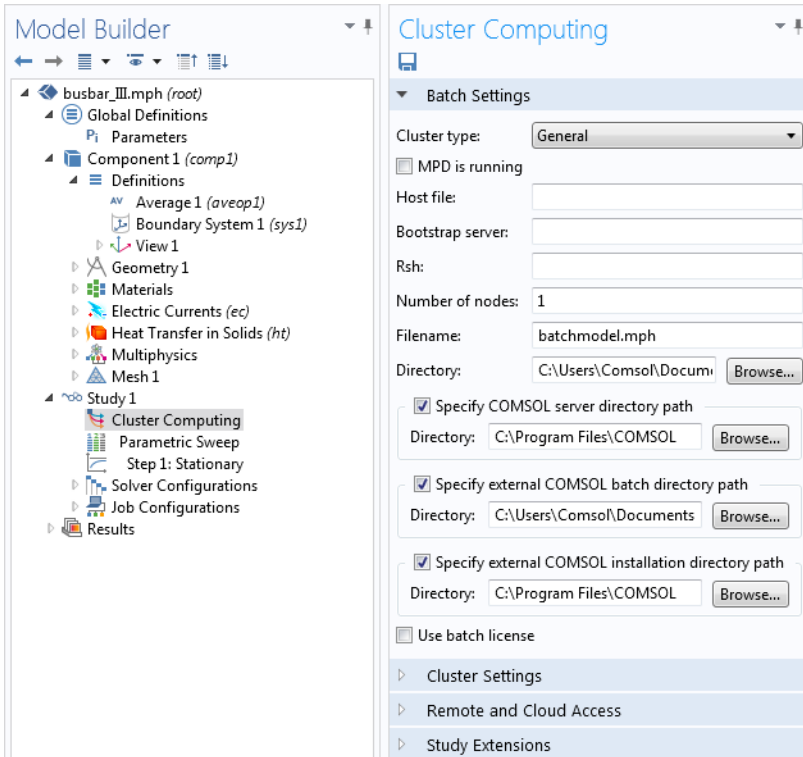 Model Builder
busbar_III.mph (root)
Global Definitions
Pi Parameters
Component 1 (comp1)
Definitions
AV Average 1 (aveop1)
Boundary System 1 (sys1)
View 1
Geometry 1
Materials
Electric Currents (ec)
Heat Transfer in Solids (ht)
Multiphysics
Mesh 1
Study 1
Cluster Computing
Parametric Sweep
Step 1: Stationary
Solver Configurations
Job Configurations
Results
Cluster Computing
Batch Settings
Cluster type: General
MPD is running
Host file:
Bootstrap server:
Rsh:
Number of nodes: 1
Filename: batchmodel.mph
Directory: C:\Users\Comsol\Docum Browse...
Specify COMSOL server directory path
Directory: C:\Program Files\COMSOL Browse...
Specify external COMSOL batch directory path
Directory: C:\Users\Comsol\Documents Browse...
Specify external COMSOL installation directory path
Directory: C:\Program Files\COMSOL Browse...
Use batch license
Cluster Settings
Remote and Cloud Access
Study Extensions